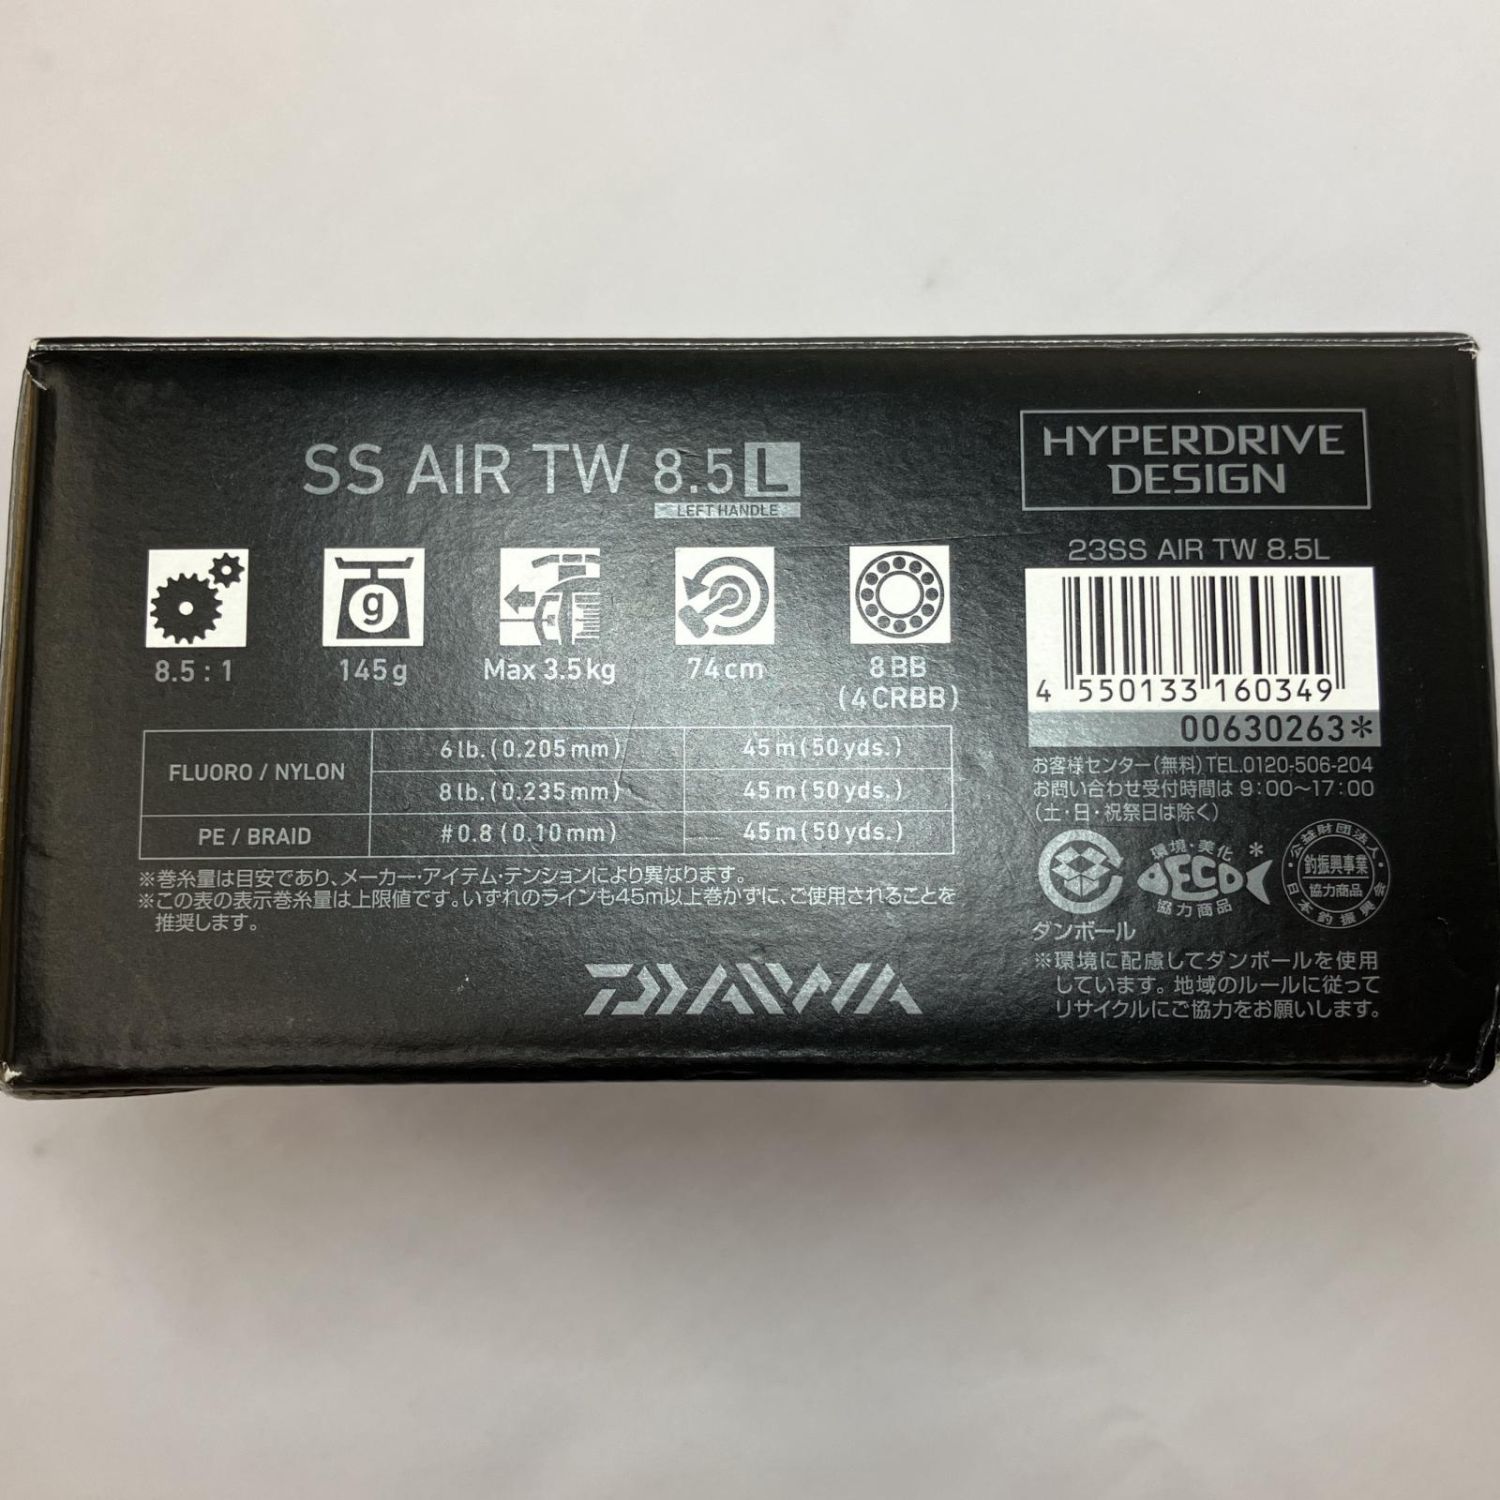 SS AIR TW 8.5L
LEFT HANDLE
g
8.5:1
145g
Max 3.5kg
74cm
8BB
(4CRBB)
FLUORO / NYLON
6lb.(0.205mm) 45m(50yds.)
8lb.(0.235mm) 45m(50yds.)
PE / BRAID #0.8(0.10mm) 45m(50yds.)
※巻糸量は目安であり、メーカー・アイテム・テンションにより異なります。
※この表の表示巻糸量は上限値です。いずれのラインも45m以上巻かずに、ご使用されることを
推奨します。
DAIWA
HYPERDRIVE
DESIGN
23SS AIR TW 8.5L
4 550133 160349
00630263*
お客様センター(無料)TEL.0120-506-204
お問い合わせ受付時間は 9:00〜17:00
(土・日・祝祭日は除く)
環境・美化
ECO
協力商品
公益財団法人
釣振興事業
協力商品
日本釣振興会
ダンボール
※環境に配慮してダンボールを使用
しています。地域のルールに従って
リサイクルにご協力をお願いします。